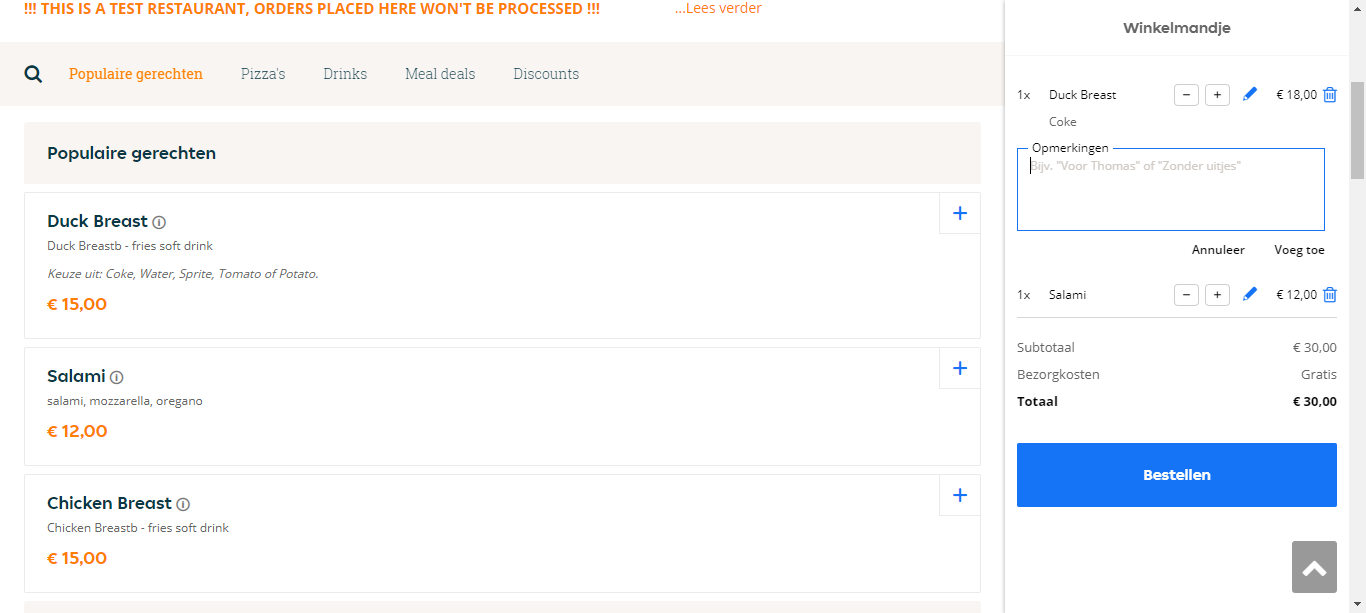 !!! THIS IS A TEST RESTAURANT, ORDERS PLACED HERE WON'T BE PROCESSED !!! ...Lees verder
Populaire gerechten Pizza's Drinks Meal deals Discounts
Populaire gerechten
Duck Breast
Duck Breastb - fries soft drink
Keuze uit: Coke, Water, Sprite, Tomato of Potato.
€ 15,00
+
Salami
salami, mozzarella, oregano
€ 12,00
+
Chicken Breast
Chicken Breastb - fries soft drink
€ 15,00
+
Winkelmandje
1x Duck Breast − + € 18,00
Coke
Opmerkingen
Bijv. "Voor Thomas" of "Zonder uitjes"
Annuleer Voeg toe
1x Salami − + € 12,00
Subtotaal € 30,00
Bezorgkosten Gratis
Totaal € 30,00
Bestellen